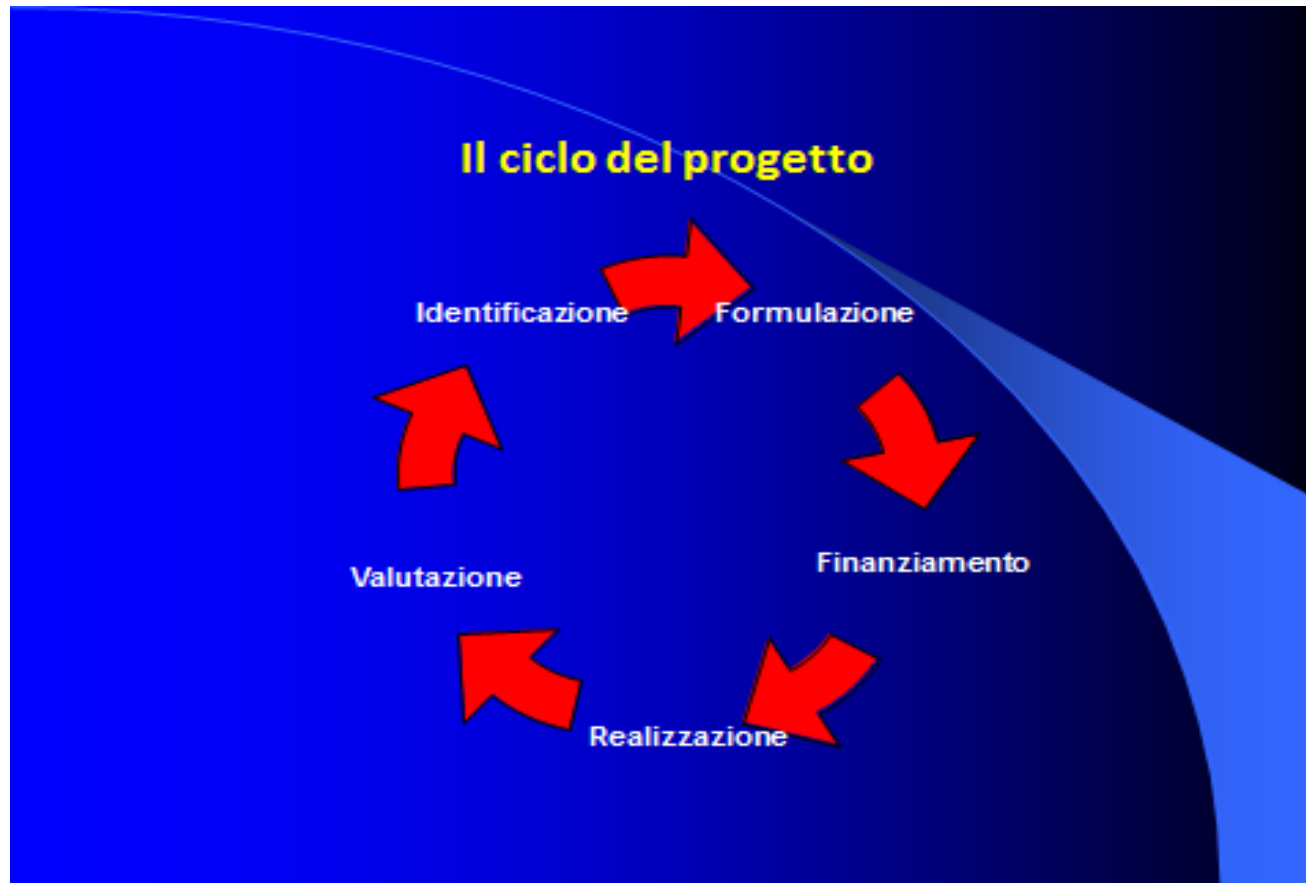 Il ciclo del progetto
Identificazione
Formulazione
Finanziamento
Realizzazione
Valutazione